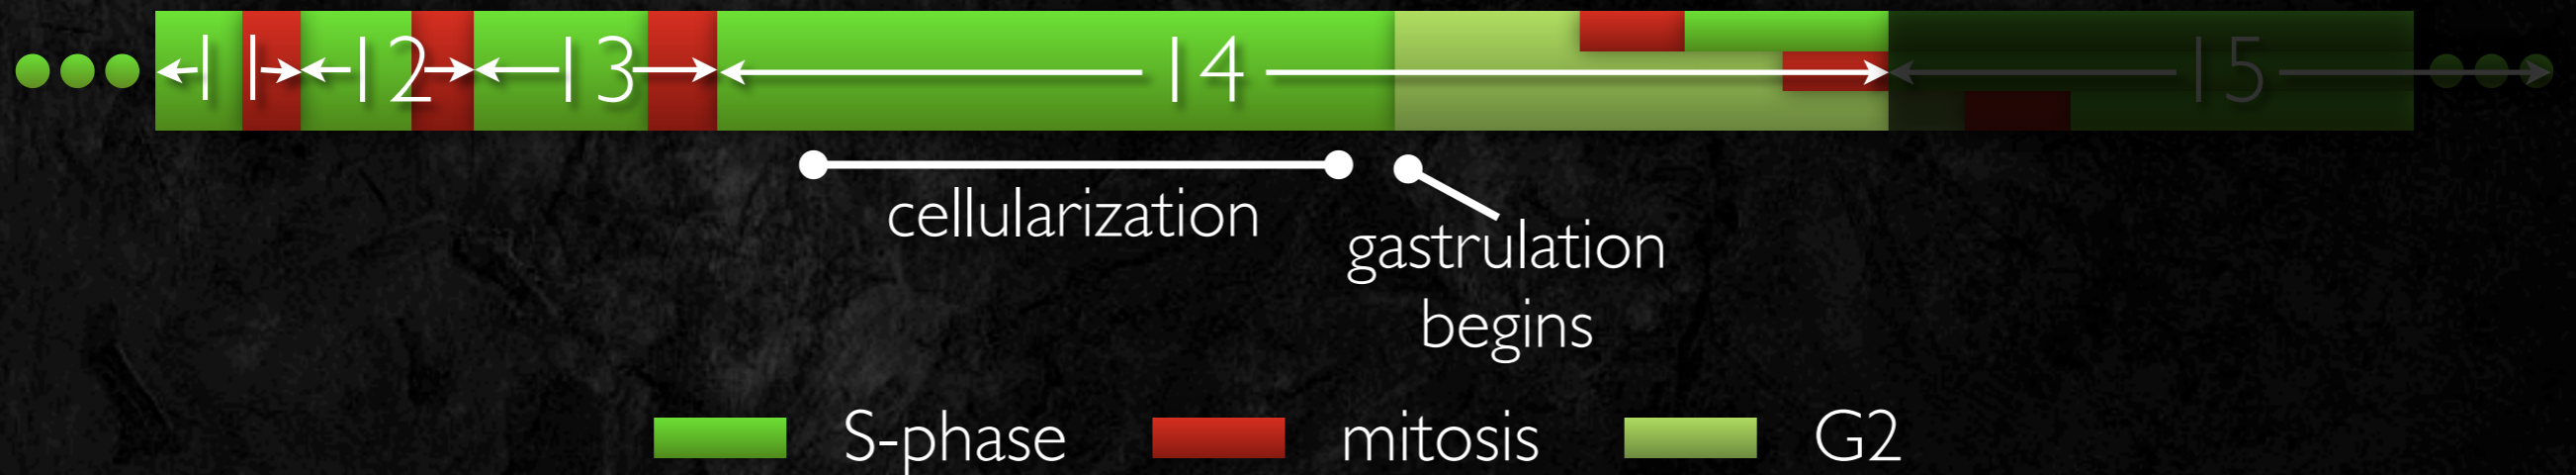 11 12 13 14 15
cellularization
gastrulation
begins
S-phase mitosis G2